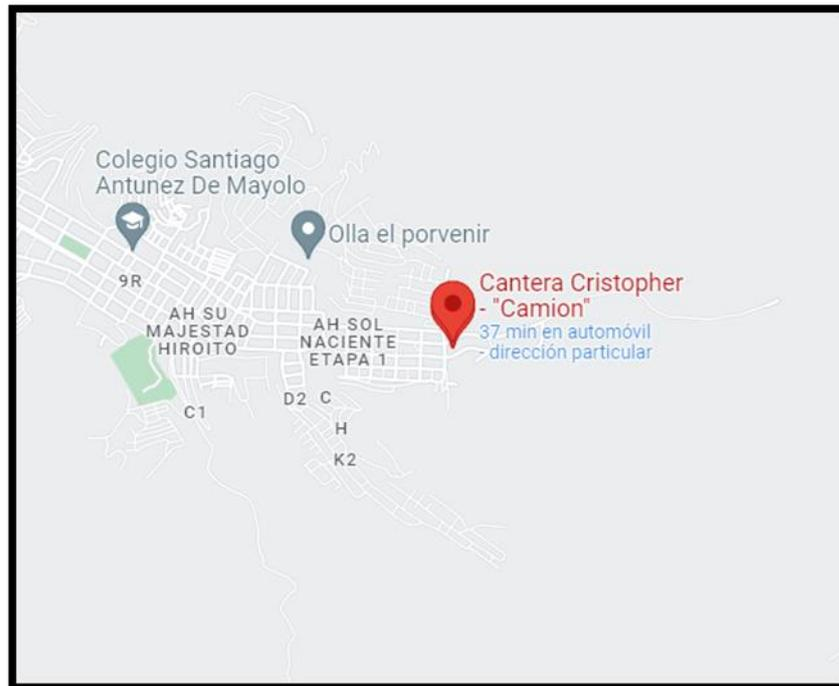 Colegio Santiago
Antunez De Mayolo
Olla el porvenir
9R
Cantera Cristopher
- "Camion"
37 min en automóvil
- dirección particular
AH SU
MAJESTAD
HIROITO
AH SOL
NACIENTE
ETAPA 1
D2
C
C1
H
K2